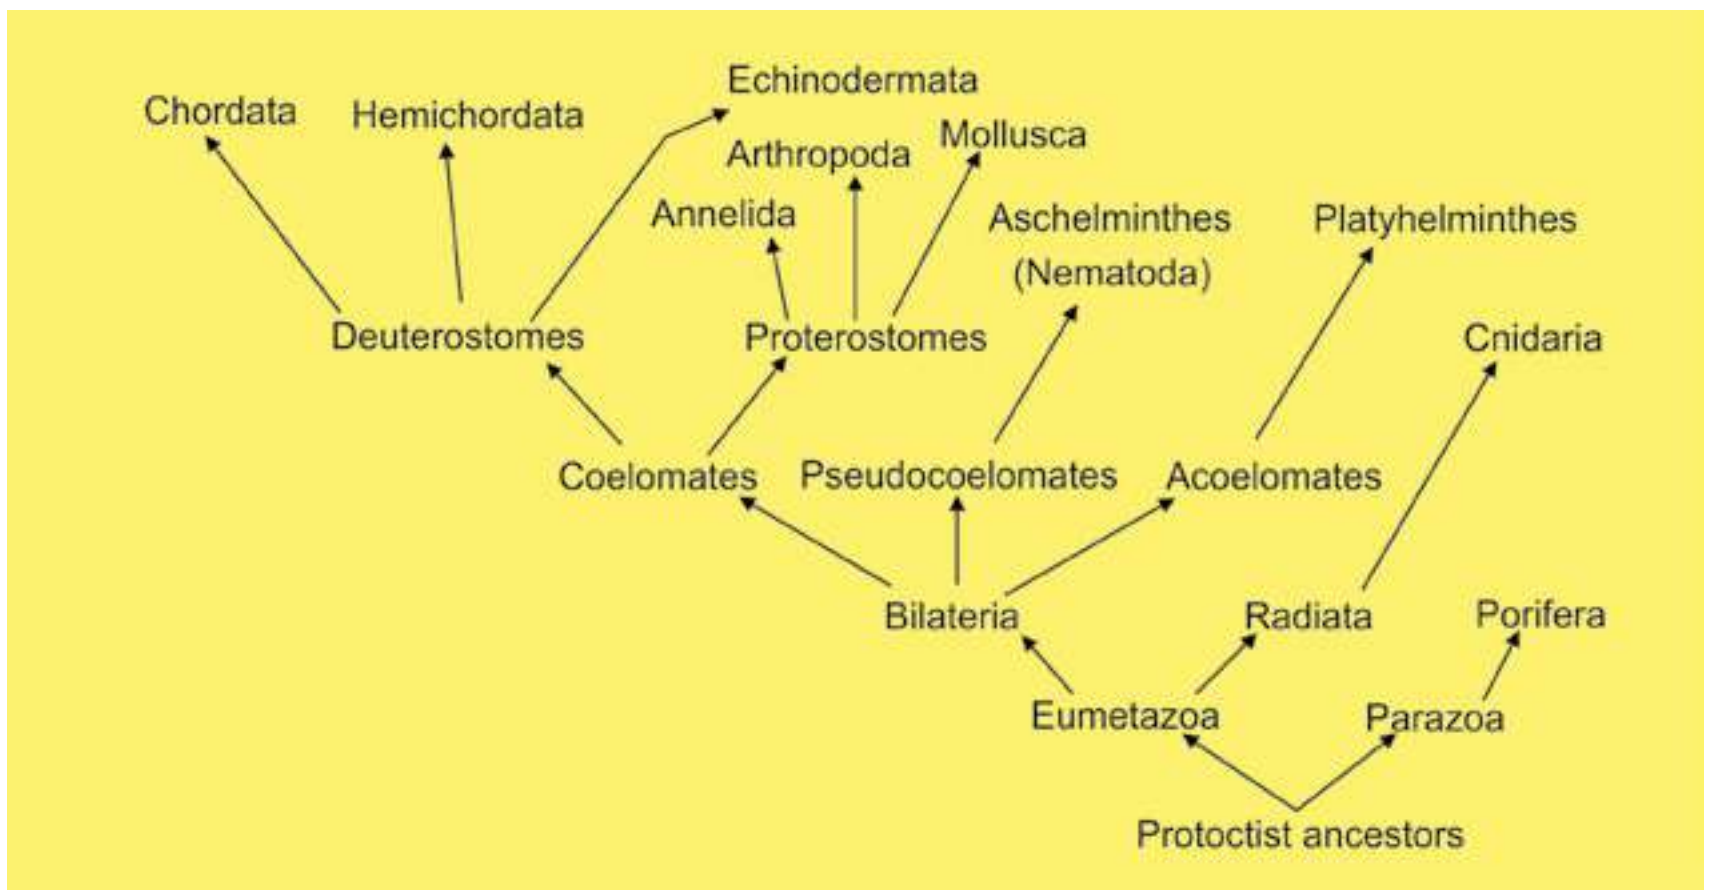 Echinodermata
Chordata
Hemichordata
Mollusca
Arthropoda
Annelida
Aschelminthes
(Nematoda)
Platyhelminthes
Deuterostomes
Proterostomes
Cnidaria
Coelomates
Pseudocoelomates
Acoelomates
Bilateria
Radiata
Porifera
Eumetazoa
Parazoa
Protoctist ancestors